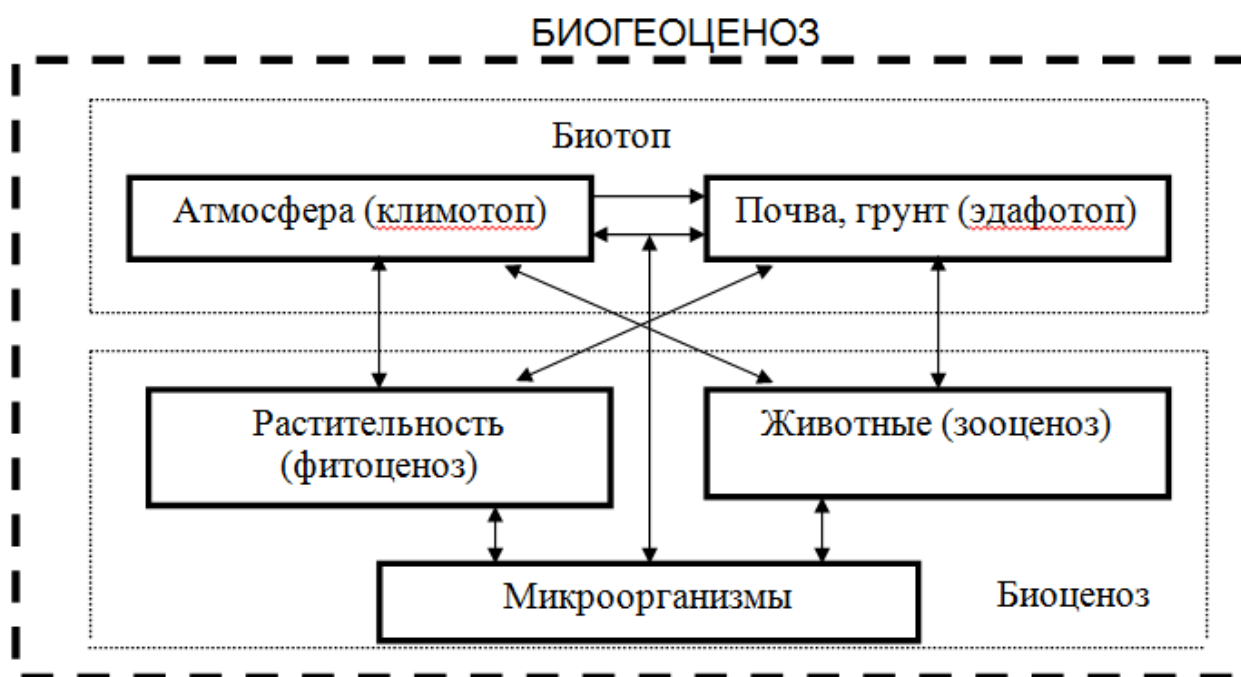 БИОГЕОЦЕНОЗ
Биотоп
Атмосфера (климотоп)
Почва, грунт (эдафотоп)
Растительность
(фитоценоз)
Животные (зооценоз)
Микроорганизмы
Биоценоз